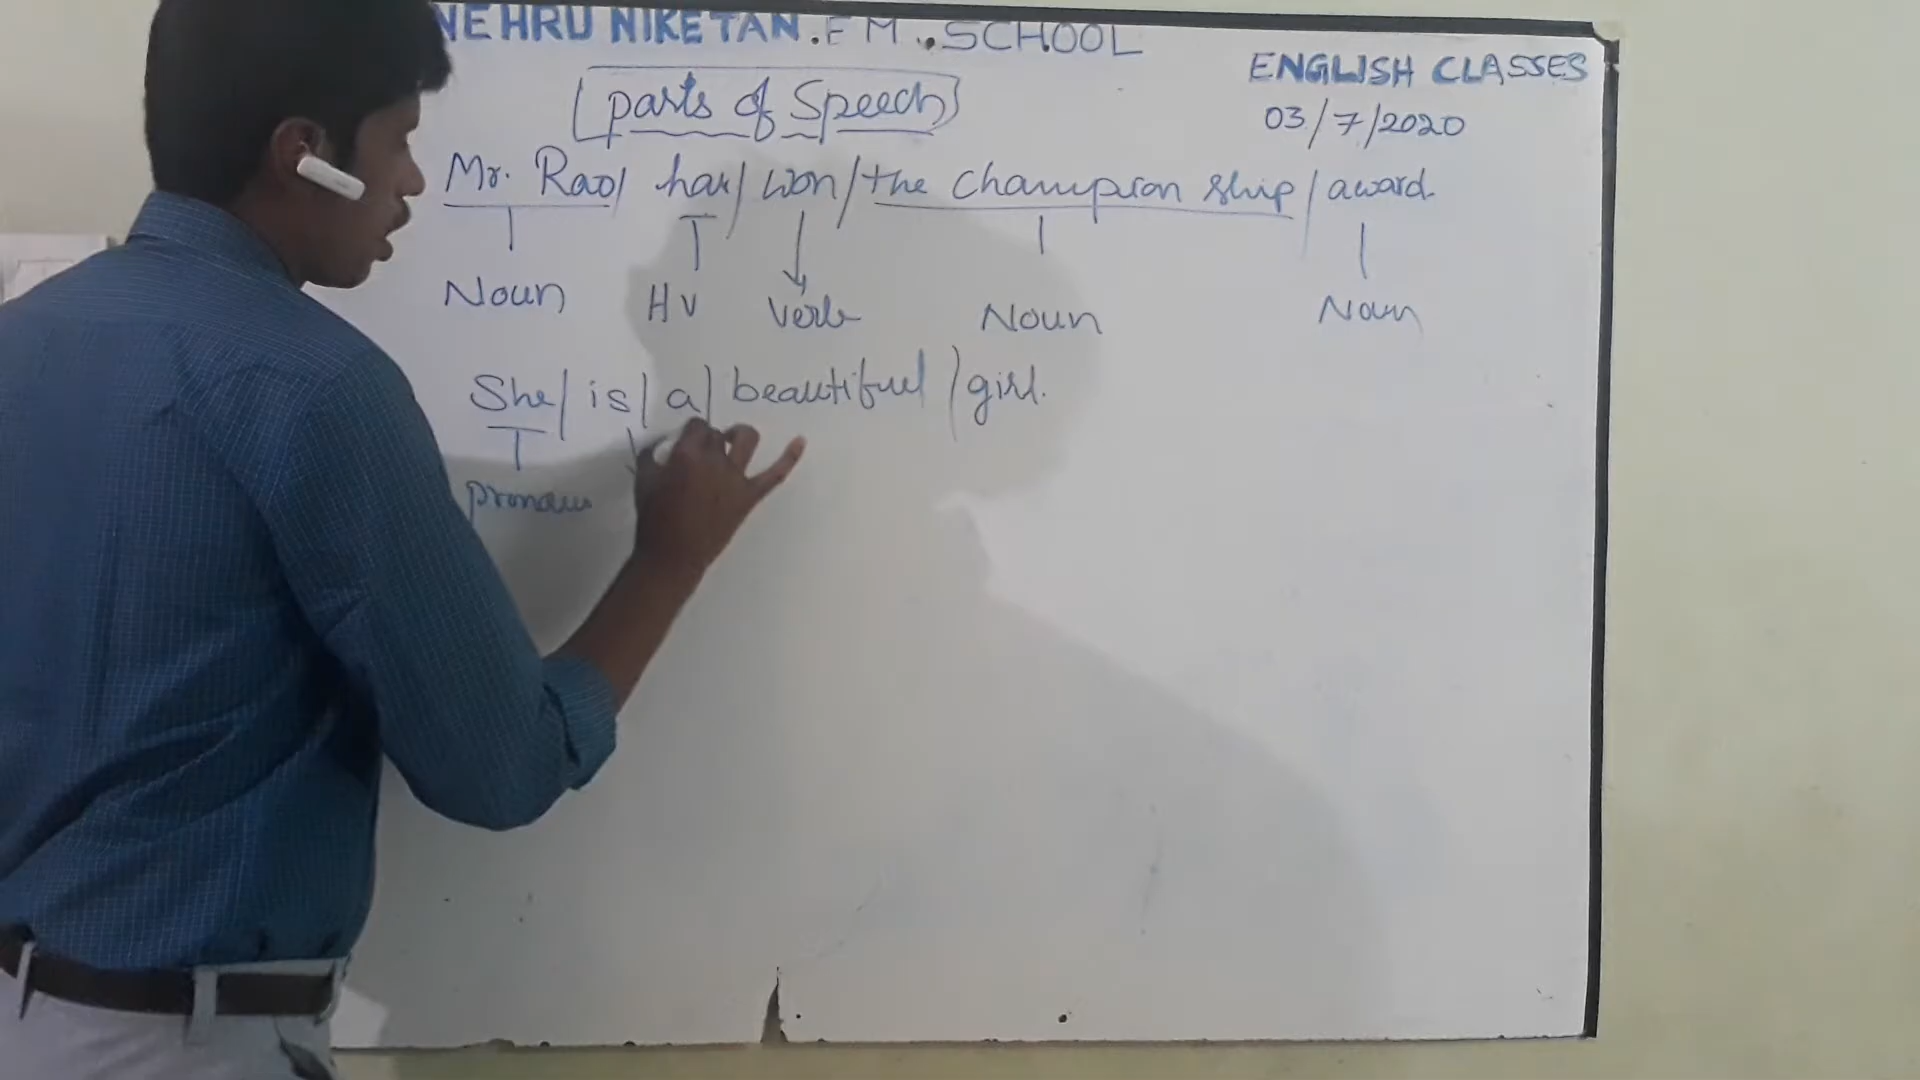 NEHRU NIKETAN. E M. SCHOOL
ENGLISH CLASSES
03/7/2020
parts of Speech
Mr. Rao/ has/ won/ the champion ship/ award
Noun HV Verb Noun Noun
She/ is/ a/ beautiful/ girl.
pronoun